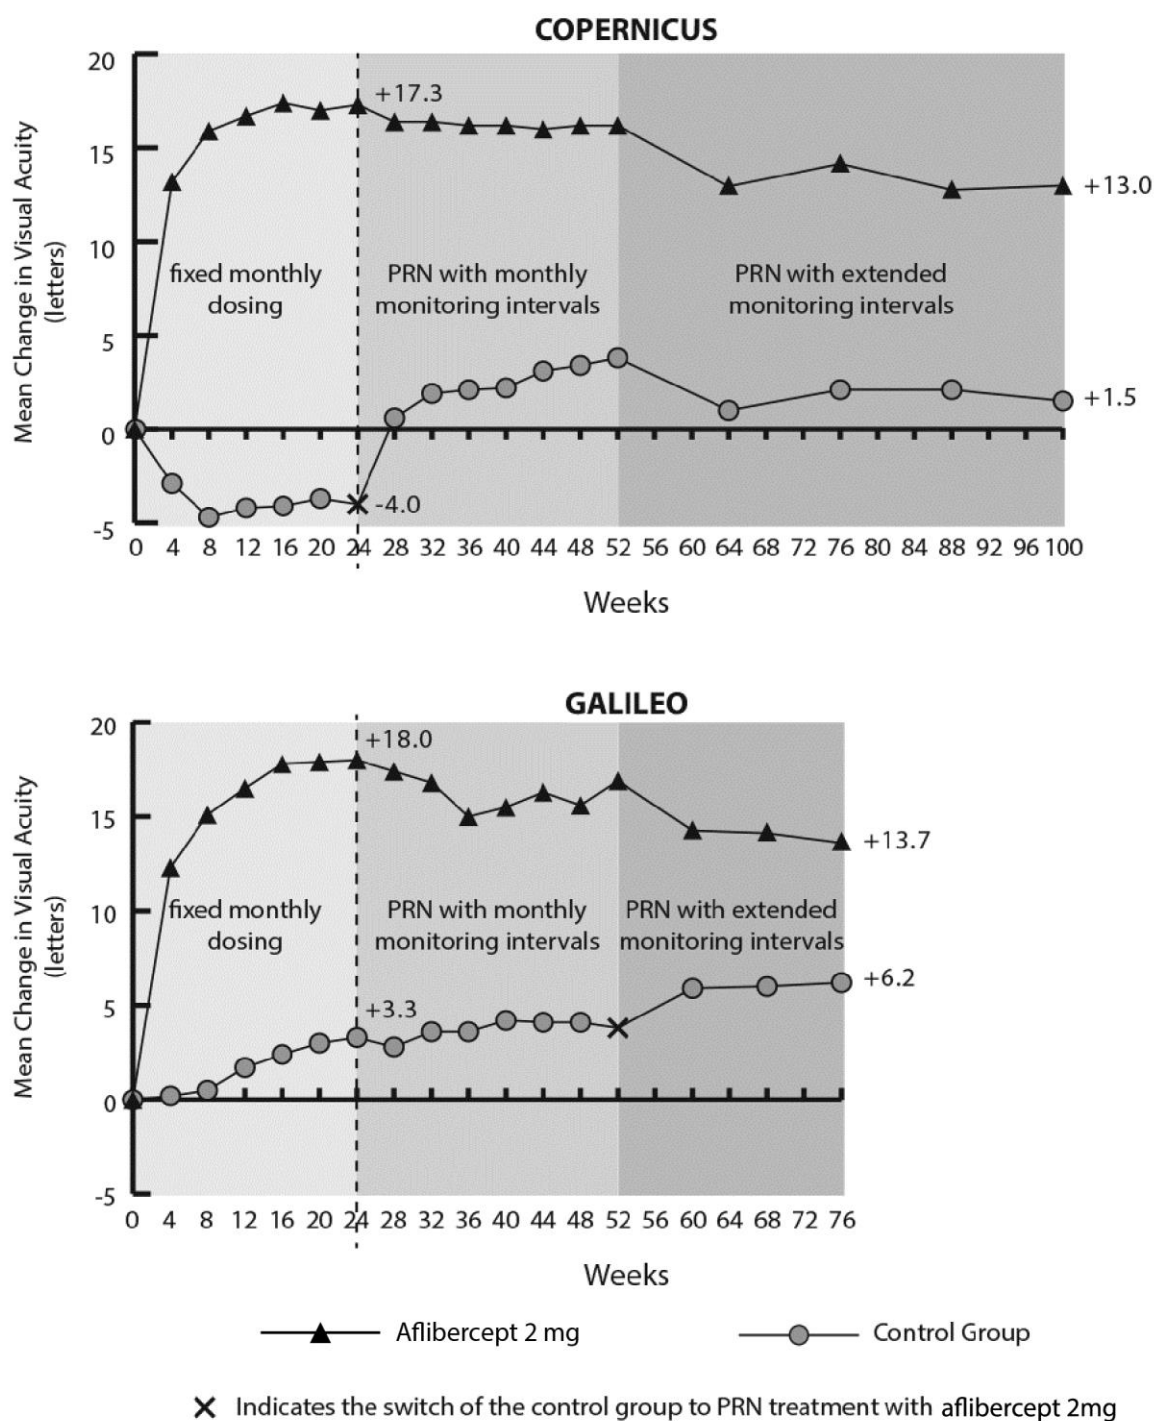 COPERNICUS
Mean Change in Visual Acuity
(letters)
20
15
10
5
0
-5
+17.3
+13.0
fixed monthly
dosing
PRN with monthly
monitoring intervals
PRN with extended
monitoring intervals
+1.5
-4.0
0 4 8 12 16 20 24 28 32 36 40 44 48 52 56 60 64 68 72 76 80 84 88 92 96 100
Weeks
GALILEO
Mean Change in Visual Acuity
(letters)
20
15
10
5
0
-5
+18.0
+13.7
fixed monthly
dosing
PRN with monthly
monitoring intervals
PRN with extended
monitoring intervals
+3.3
+6.2
0 4 8 12 16 20 24 28 32 36 40 44 48 52 56 60 64 68 72 76
Weeks
Aflibercept 2 mg
Control Group
Indicates the switch of the control group to PRN treatment with aflibercept 2mg